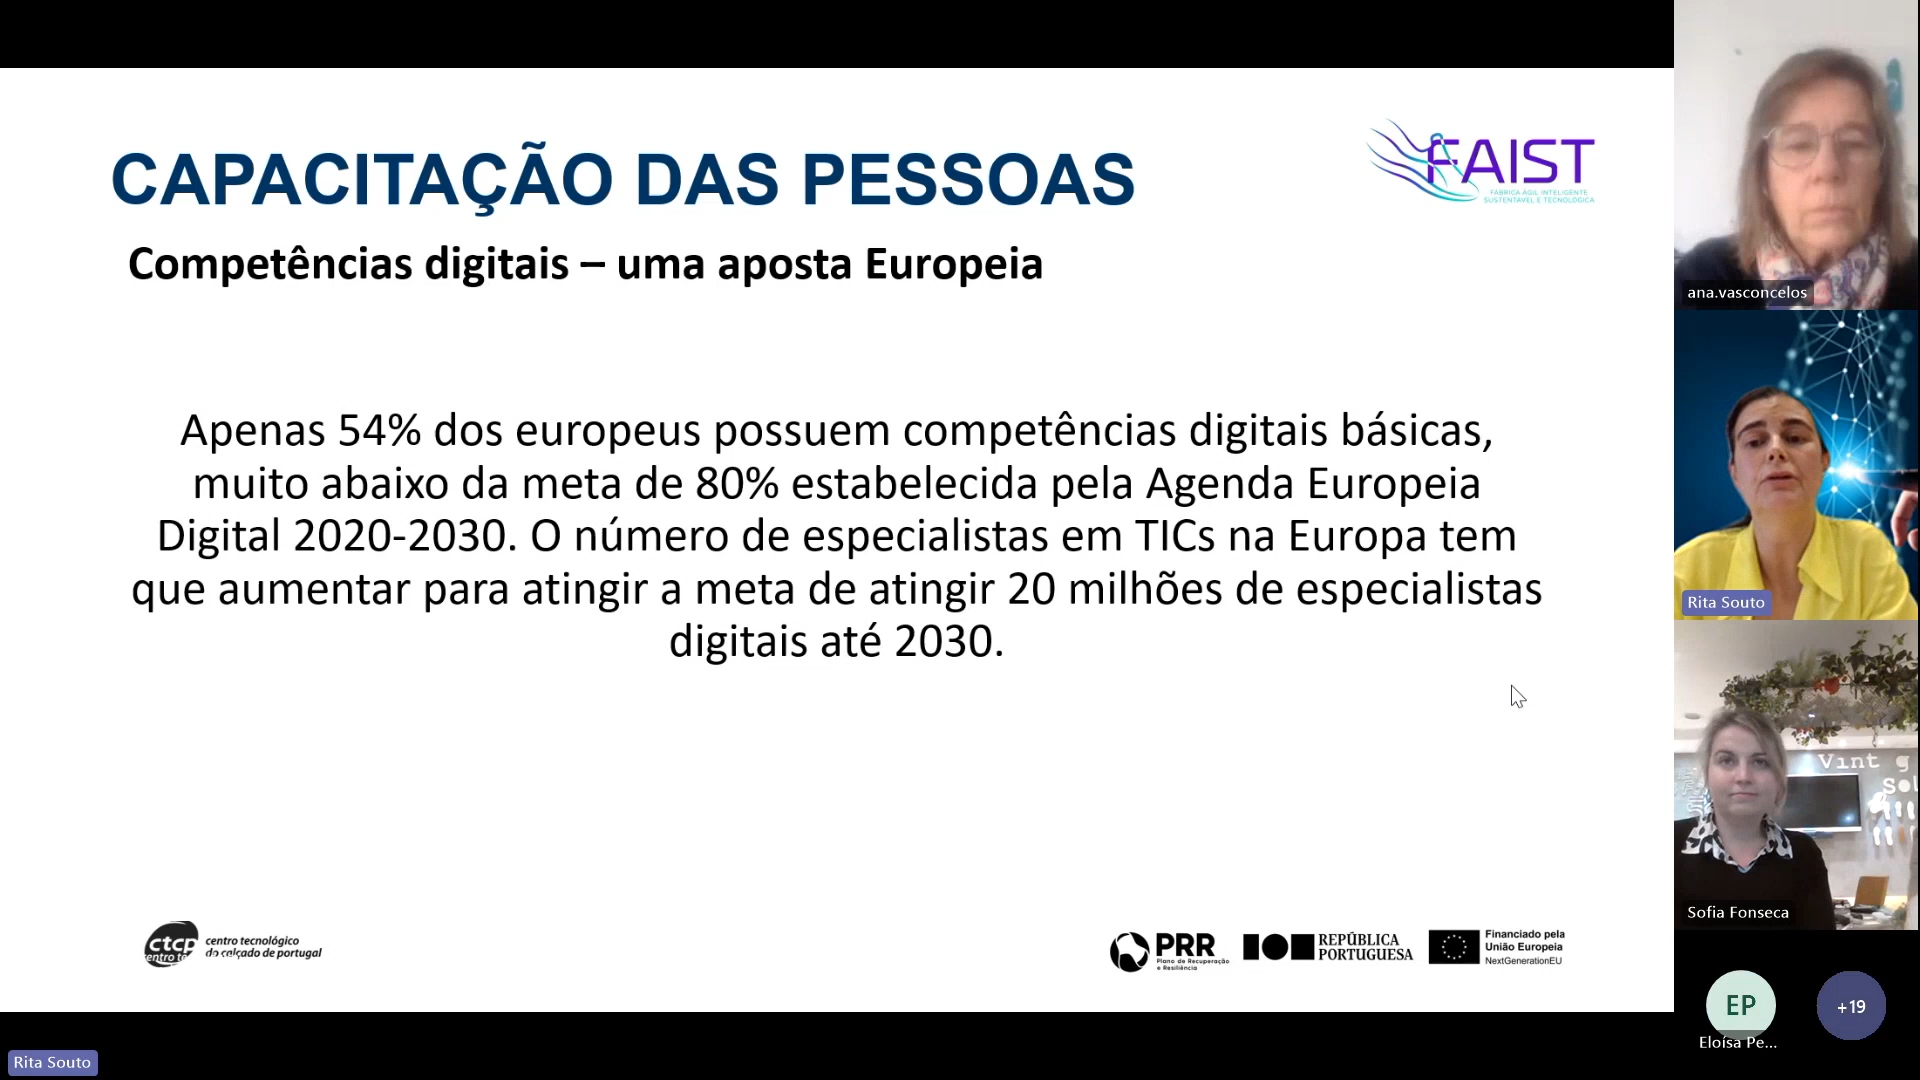 CAPACITAÇÃO DAS PESSOAS
FAIST
FÁBRICA ÁGIL INTELIGENTE
SUSTENTÁVEL E TECNOLÓGICA
Competências digitais – uma aposta Europeia
Apenas 54% dos europeus possuem competências digitais básicas,
muito abaixo da meta de 80% estabelecida pela Agenda Europeia
Digital 2020-2030. O número de especialistas em TICs na Europa tem
que aumentar para atingir a meta de atingir 20 milhões de especialistas
digitais até 2030.
ctcp
centro tecnológico
do calçado de portugal
PRR
Plano de Recuperação
e Resiliência
REPÚBLICA
PORTUGUESA
Financiado pela
União Europeia
NextGenerationEU
ana.vasconcelos
Rita Souto
Vint g
Sol
Sofia Fonseca
EP
+19
Eloísa Pe...
Rita Souto